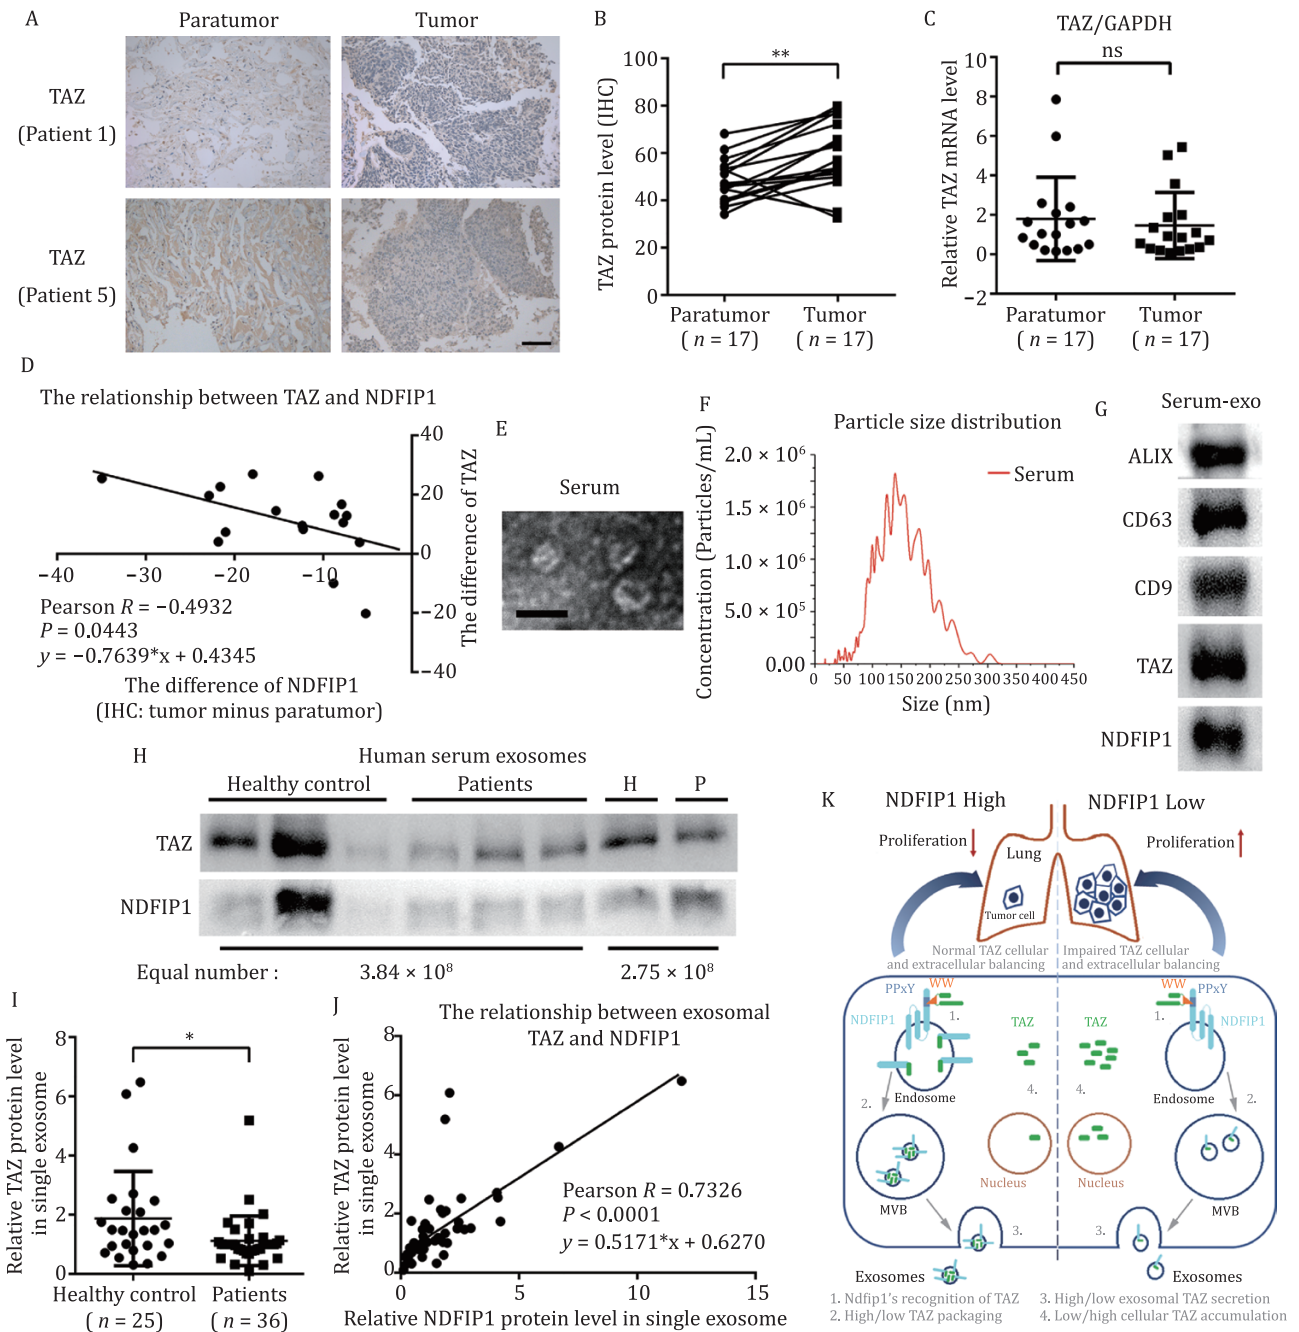 A
Paratumor
Tumor
TAZ
(Patient 1)
TAZ
(Patient 5)
B
**
TAZ protein level (IHC)
100
80
60
40
20
0
Paratumor
( n = 17)
Tumor
( n = 17)
C
TAZ/GAPDH
ns
Relative TAZ mRNA level
10
8
6
4
2
0
−2
Paratumor
( n = 17)
Tumor
( n = 17)
D
The relationship between TAZ and NDFIP1
The difference of TAZ
40
20
0
−20
−40
−40
−30
−20
−10
Pearson R = −0.4932
P = 0.0443
y = −0.7639*x + 0.4345
The difference of NDFIP1
(IHC: tumor minus paratumor)
E
Serum
F
Particle size distribution
Serum
Concentration (Particles/mL)
2.0 × 10⁶
1.5 × 10⁶
1.0 × 10⁶
5.0 × 10⁵
0.00
0 50 100 150 200 250 300 350 400 450
Size (nm)
G
Serum-exo
ALIX
CD63
CD9
TAZ
NDFIP1
H
Human serum exosomes
Healthy control
Patients
H
P
TAZ
NDFIP1
Equal number :
3.84 × 10⁸
2.75 × 10⁸
I
*
Relative TAZ protein level
in single exosome
8
6
4
2
0
Healthy control
( n = 25)
Patients
( n = 36)
J
The relationship between exosomal
TAZ and NDFIP1
Relative TAZ protein level
in single exosome
8
6
4
2
0
0
5
10
15
Pearson R = 0.7326
P < 0.0001
y = 0.5171*x + 0.6270
Relative NDFIP1 protein level in single exosome
K
NDFIP1 High
NDFIP1 Low
Proliferation
Proliferation
Lung
Tumor cell
Normal TAZ cellular
and extracellular balancing
Impaired TAZ cellular
and extracellular balancing
PPxY
WW
1.
NDFIP1
TAZ
TAZ
WW
PPxY
1.
NDFIP1
4.
4.
Endosome
Endosome
2.
2.
Nucleus
Nucleus
MVB
MVB
3.
3.
Exosomes
Exosomes
1. Ndfip1's recognition of TAZ
2. High/low TAZ packaging
3. High/low exosomal TAZ secretion
4. Low/high cellular TAZ accumulation